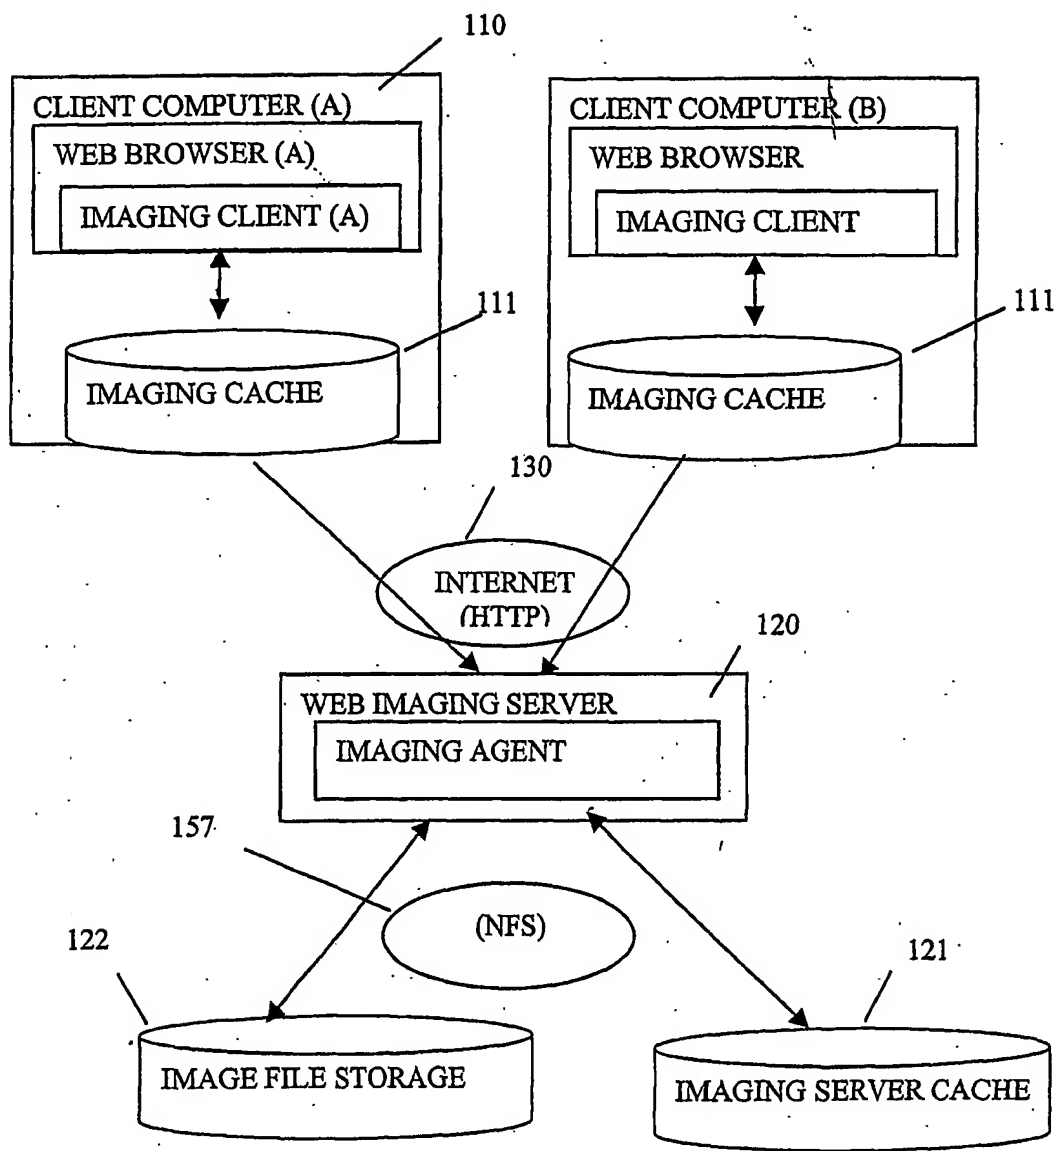 110
CLIENT COMPUTER (A)
WEB BROWSER (A)
IMAGING CLIENT (A)
111
IMAGING CACHE
CLIENT COMPUTER (B)
WEB BROWSER
IMAGING CLIENT
111
IMAGING CACHE
130
INTERNET
(HTTP)
120
WEB IMAGING SERVER
IMAGING AGENT
157
(NFS)
122
IMAGE FILE STORAGE
121
IMAGING SERVER CACHE